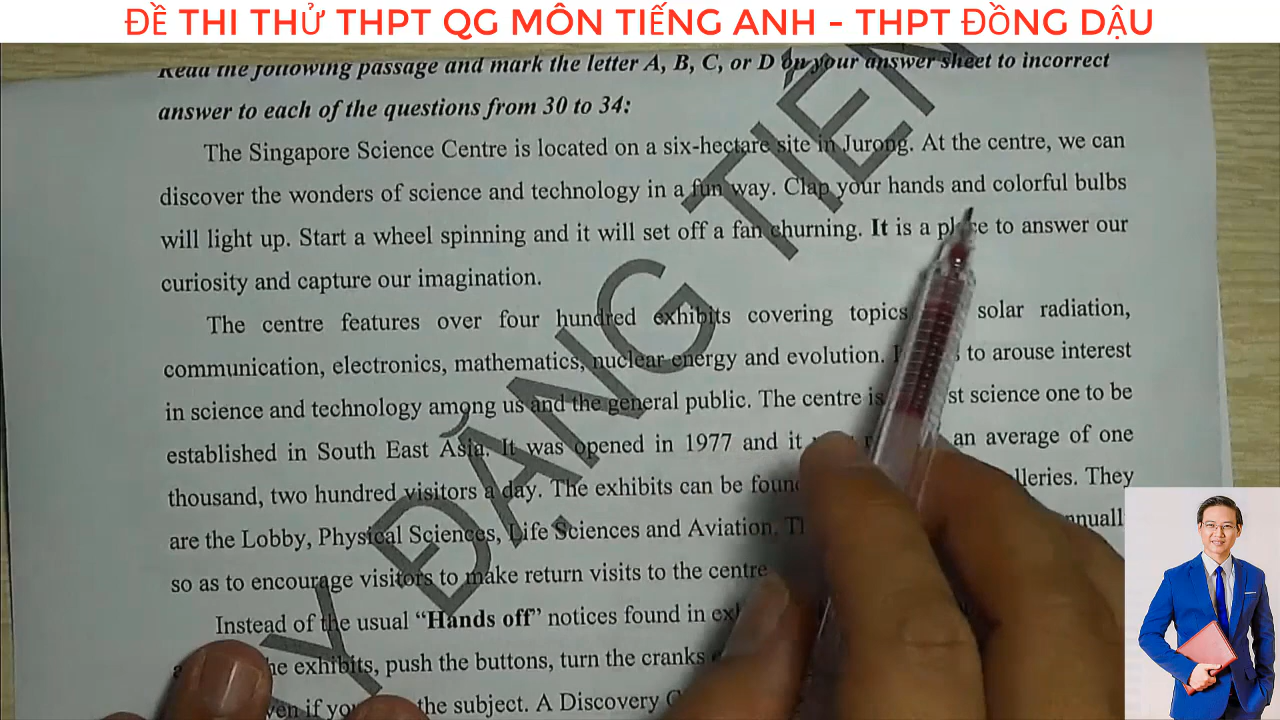 ĐỀ THI THỬ THPT QG MÔN TIẾNG ANH - THPT ĐỒNG DẬU
Read the following passage and mark the letter A, B, C, or D on your answer sheet to incorrect
answer to each of the questions from 30 to 34:
The Singapore Science Centre is located on a six-hectare site in Jurong. At the centre, we can
discover the wonders of science and technology in a fun way. Clap your hands and colorful bulbs
will light up. Start a wheel spinning and it will set off a fan churning. It is a place to answer our
curiosity and capture our imagination.
The centre features over four hundred exhibits covering topics solar radiation,
communication, electronics, mathematics, nuclear energy and evolution. to arouse interest
in science and technology among us and the general public. The centre is st science one to be
established in South East Asia. It was opened in 1977 and it an average of one
thousand, two hundred visitors a day. The exhibits can be found lleries. They
are the Lobby, Physical Sciences, Life Sciences and Aviation. nnuall
so as to encourage visitors to make return visits to the centre
Instead of the usual "Hands off" notices found in
he exhibits, push the buttons, turn the cranks
ven if the subject. A Discovery
ĐẶNG TIẾN